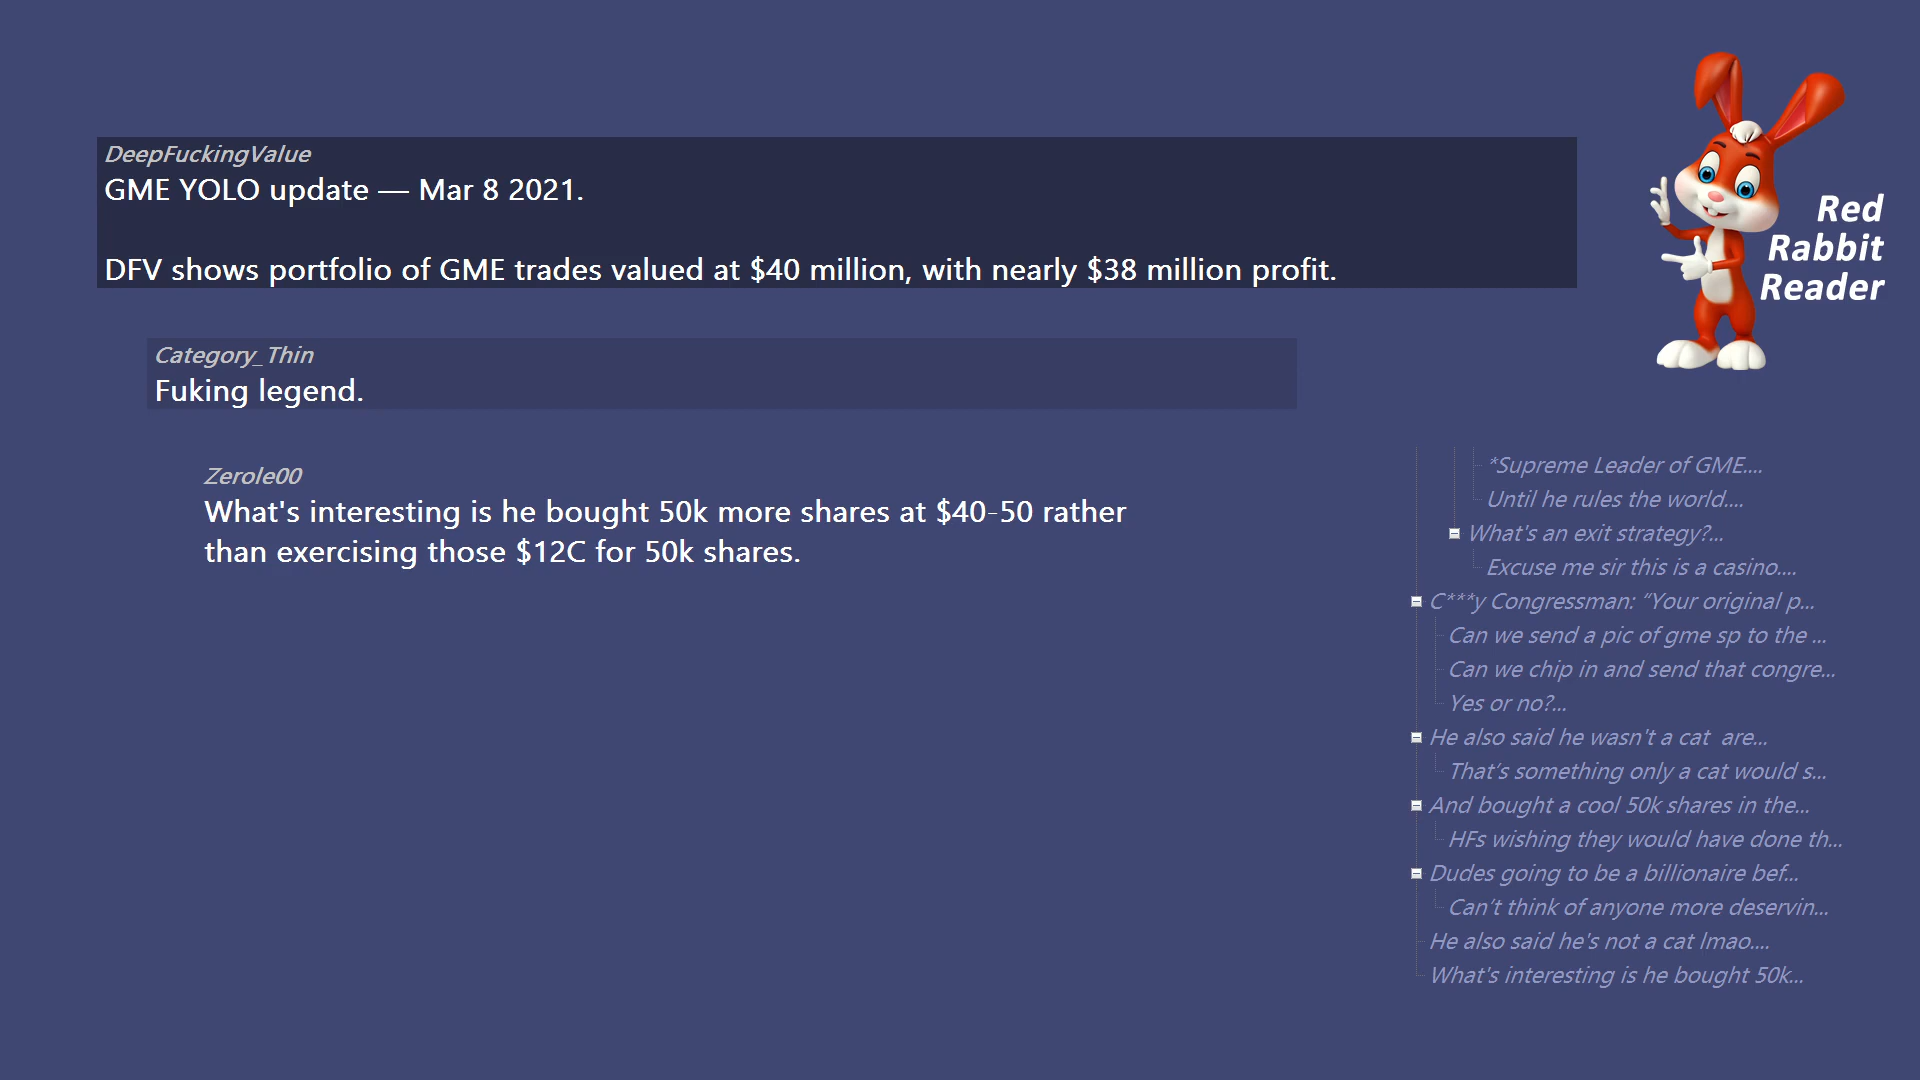 DeepFuckingValue
GME YOLO update — Mar 8 2021.
DFV shows portfolio of GME trades valued at $40 million, with nearly $38 million profit.
Category_Thin
Fuking legend.
Zerole00
What's interesting is he bought 50k more shares at $40-50 rather
than exercising those $12C for 50k shares.
Red
Rabbit
Reader
*Supreme Leader of GME....
Until he rules the world....
What's an exit strategy?...
Excuse me sir this is a casino....
C***y Congressman: “Your original p...
Can we send a pic of gme sp to the ...
Can we chip in and send that congre...
Yes or no?...
He also said he wasn't a cat  are...
That’s something only a cat would s...
And bought a cool 50k shares in the...
HFs wishing they would have done th...
Dudes going to be a billionaire bef...
Can’t think of anyone more deservin...
He also said he's not a cat lmao....
What's interesting is he bought 50k...